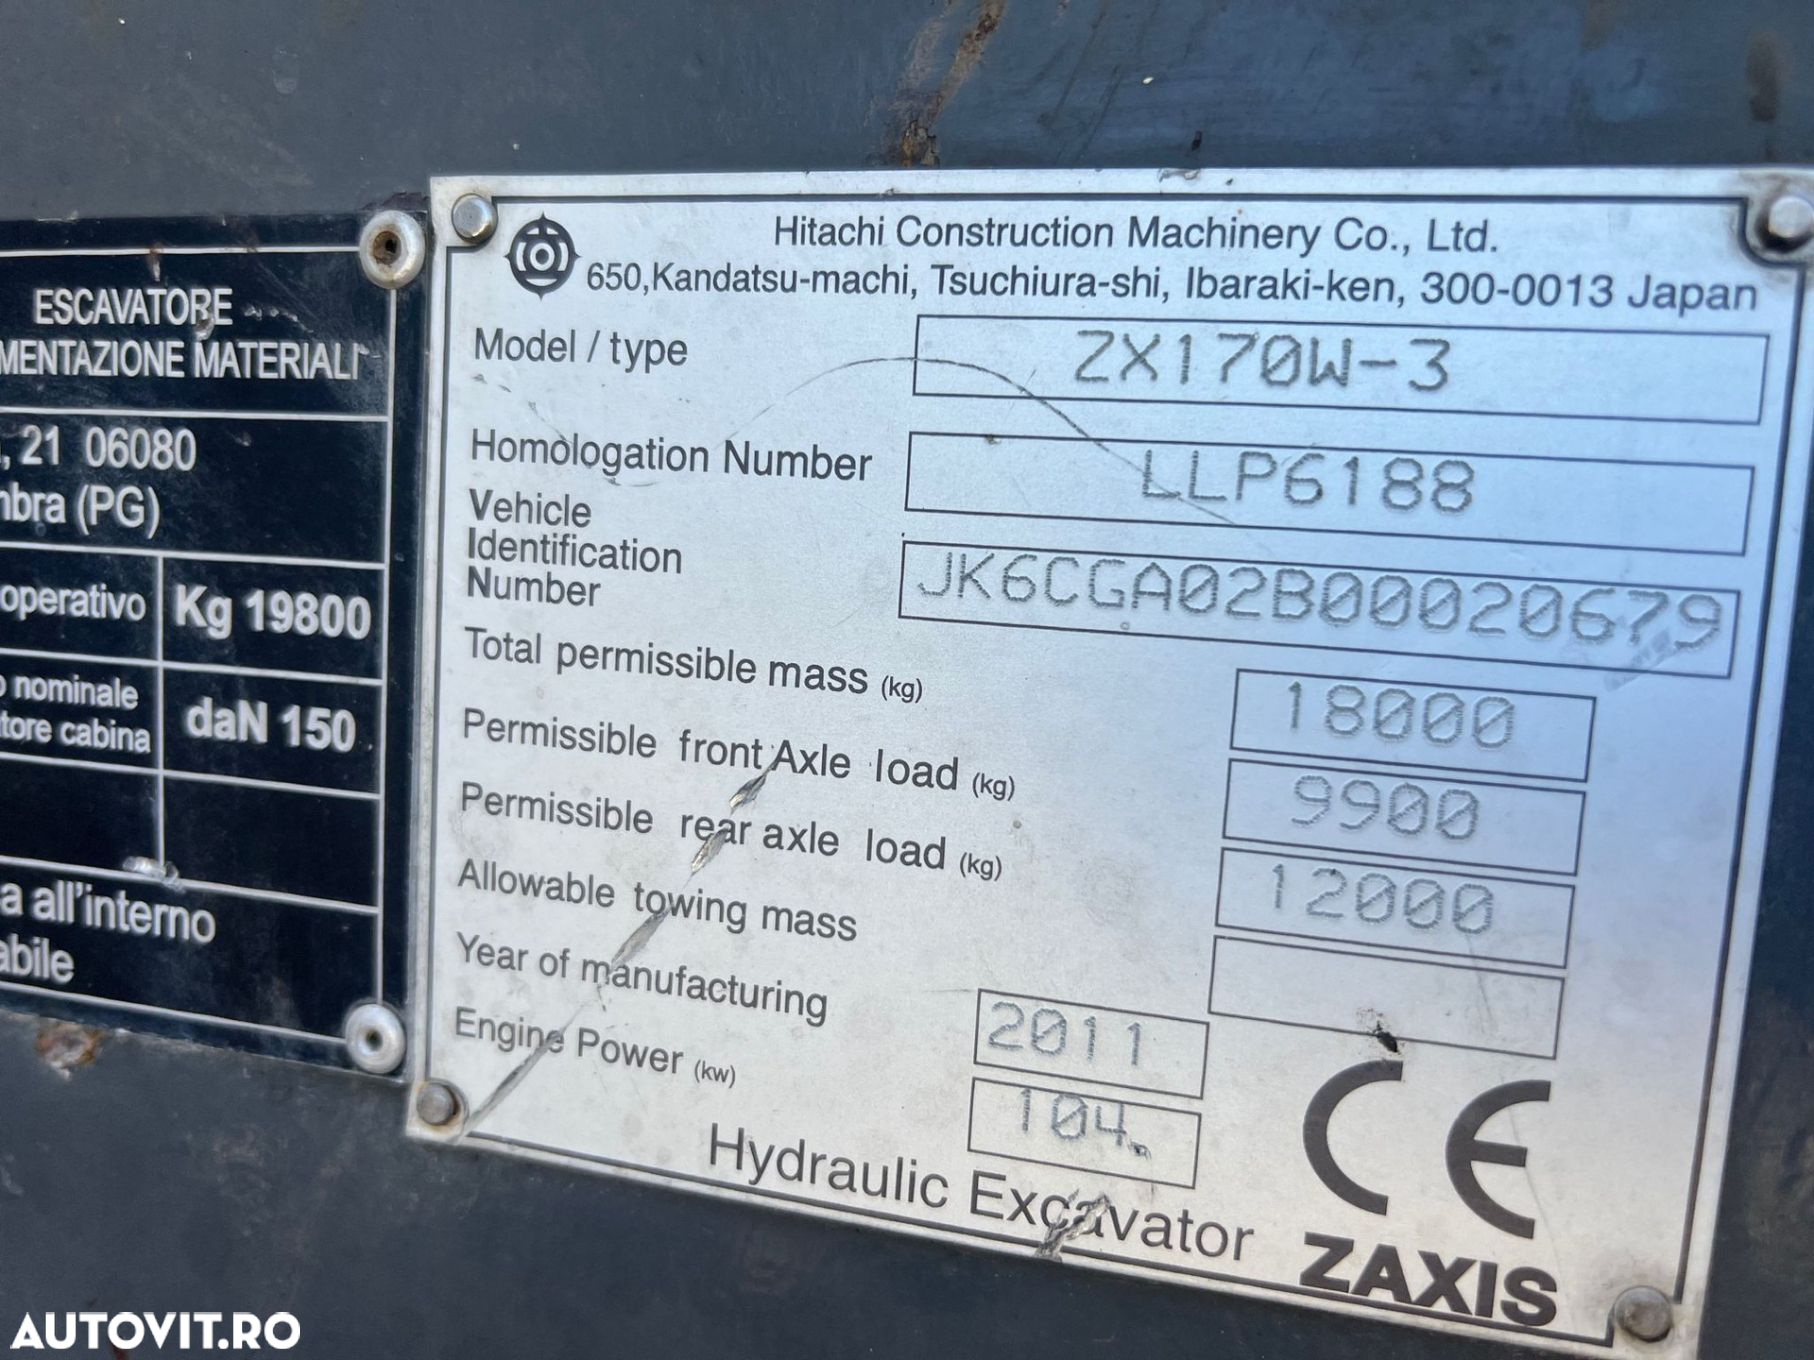 ESCAVATORE
MENTAZIONE MATERIALI
, 21 06080
mbra (PG)
operativo Kg 19800
nominale
tore cabina daN 150
a all'interno
abile
Hitachi Construction Machinery Co., Ltd.
650,Kandatsu-machi, Tsuchiura-shi, Ibaraki-ken, 300-0013 Japan
Model / type ZX170W-3
Homologation Number LLP6188
Vehicle
Identification
Number JK6CGA02B00020679
Total permissible mass (kg) 18000
Permissible front Axle load (kg) 9900
Permissible rear axle load (kg) 12000
Allowable towing mass
Year of manufacturing 2011
Engine Power (kw) 104.
Hydraulic Excavator
CE
ZAXIS
AUTOVIT.RO